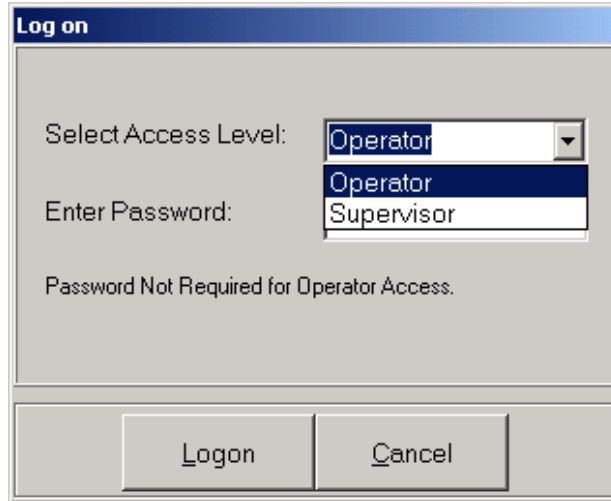 Log on
Select Access Level: Operator
Operator
Enter Password: Supervisor
Password Not Required for Operator Access.
Logon Cancel